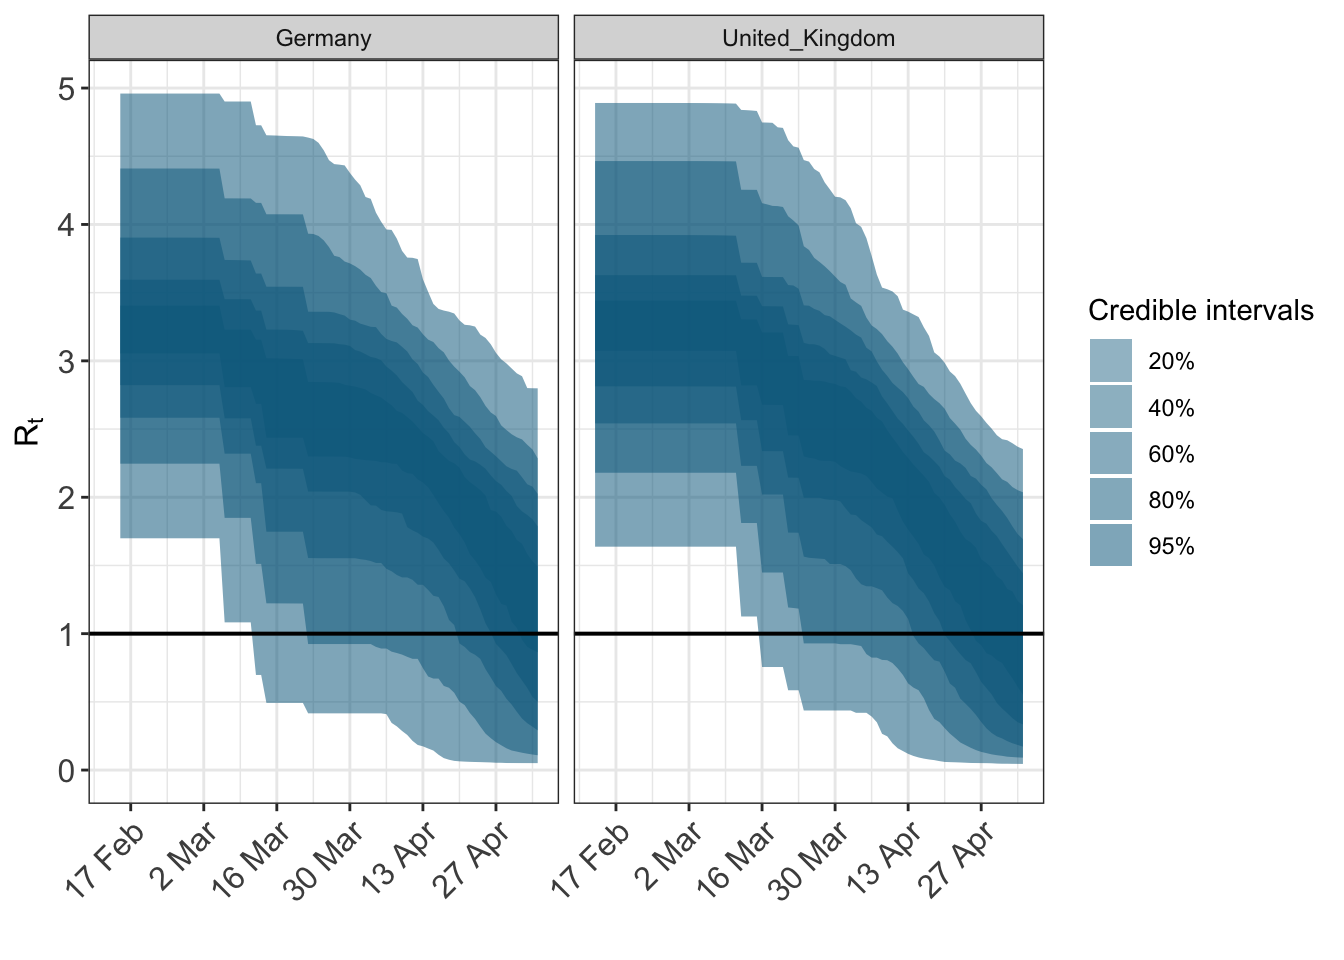 Germany
United_Kingdom
5
4
3
2
1
0
Rt
17 Feb
2 Mar
16 Mar
30 Mar
13 Apr
27 Apr
17 Feb
2 Mar
16 Mar
30 Mar
13 Apr
27 Apr
Credible intervals
20%
40%
60%
80%
95%